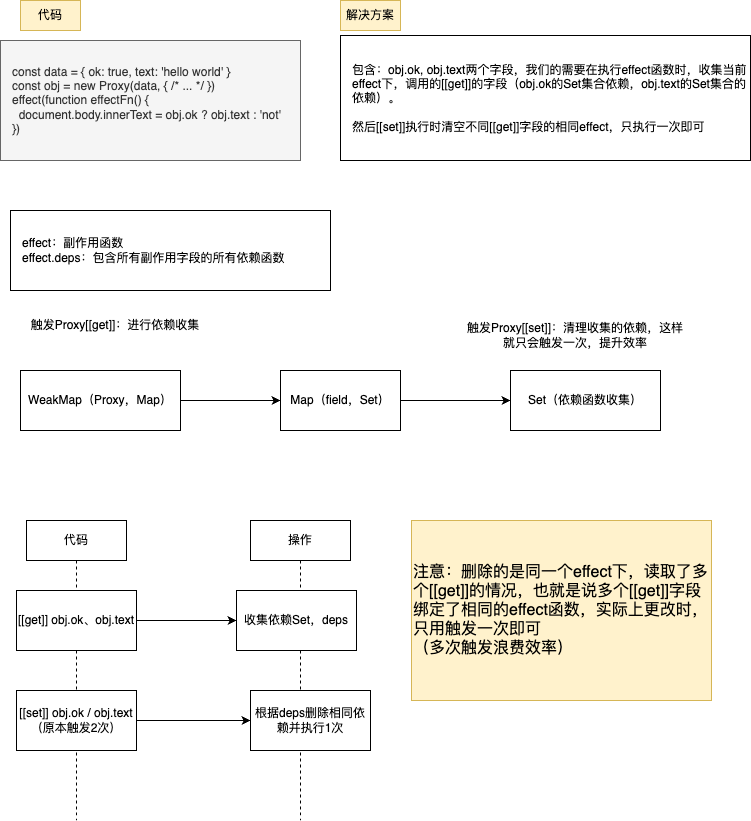 代码
解决方案
const data = { ok: true, text: 'hello world' }
const obj = new Proxy(data, { /* ... */ })
effect(function effectFn() {
document.body.innerText = obj.ok ? obj.text : 'not'
})
包含：obj.ok, obj.text两个字段，我们的需要在执行effect函数时，收集当前
effect下，调用的[[get]]的字段（obj.ok的Set集合依赖，obj.text的Set集合的
依赖）。
然后[[set]]执行时清空不同[[get]]字段的相同effect，只执行一次即可
effect：副作用函数
effect.deps：包含所有副作用字段的所有依赖函数
触发Proxy[[get]]：进行依赖收集
触发Proxy[[set]]：清理收集的依赖，这样
就只会触发一次，提升效率
WeakMap（Proxy，Map）
Map（field，Set）
Set（依赖函数收集）
代码
操作
[[get]] obj.ok、obj.text
收集依赖Set，deps
[[set]] obj.ok / obj.text
（原本触发2次）
根据deps删除相同依
赖并执行1次
注意：删除的是同一个effect下，读取了多
个[[get]]的情况，也就是说多个[[get]]字段
绑定了相同的effect函数，实际上更改时，
只用触发一次即可
（多次触发浪费效率）